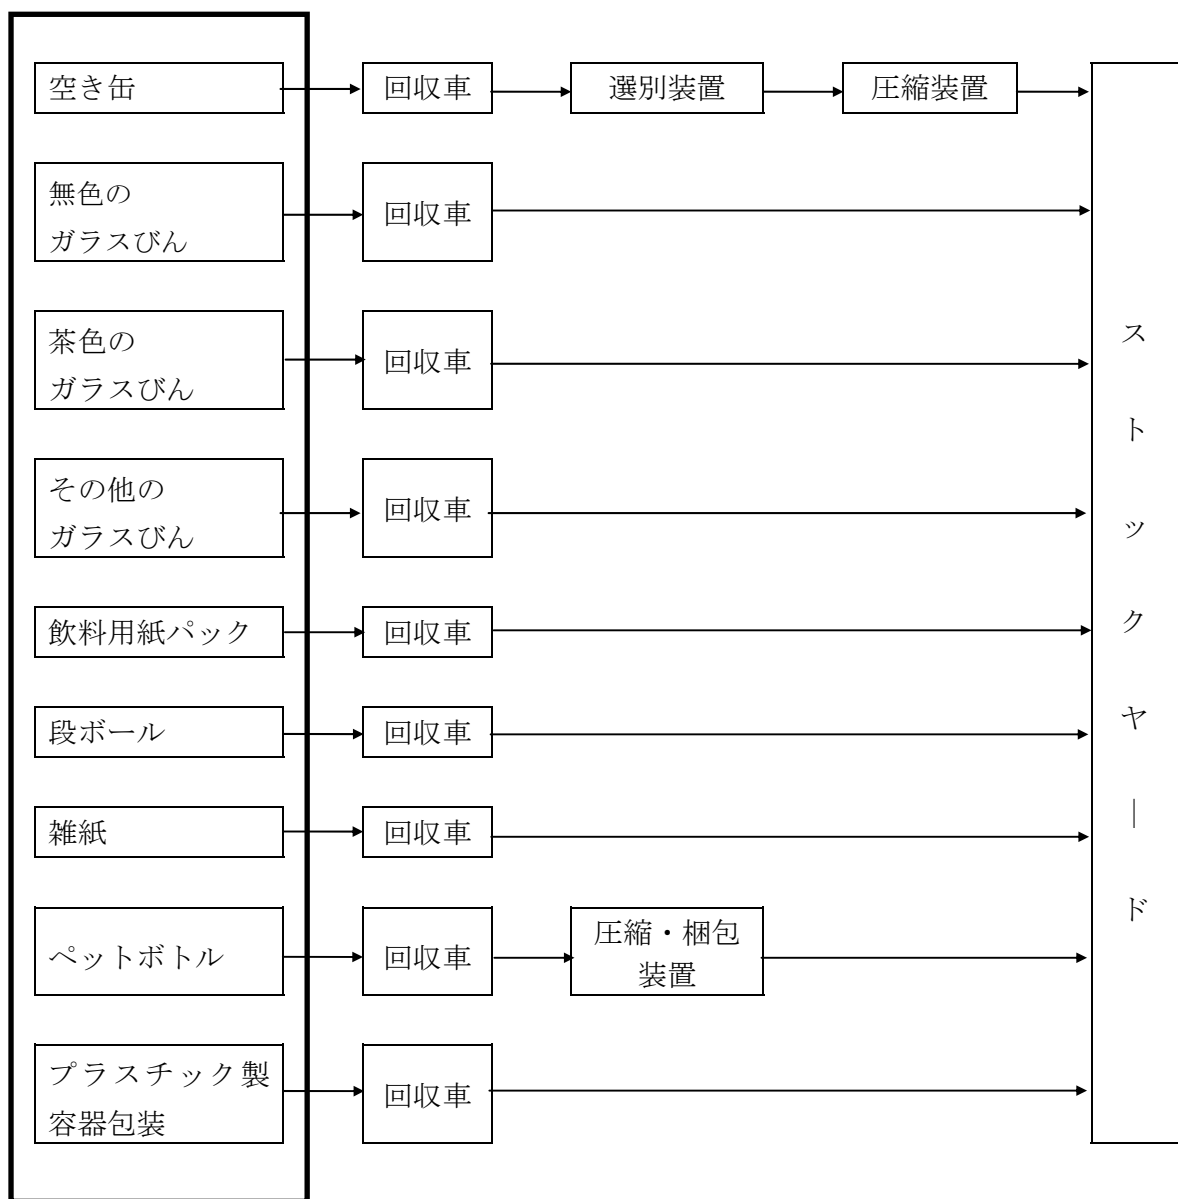 空き缶
回収車
選別装置
圧縮装置
無色の
ガラスびん
回収車
茶色の
ガラスびん
回収車
その他の
ガラスびん
回収車
飲料用紙パック
回収車
段ボール
回収車
雑紙
回収車
ペットボトル
回収車
圧縮・梱包
装置
プラスチック製
容器包装
回収車
ストックヤード